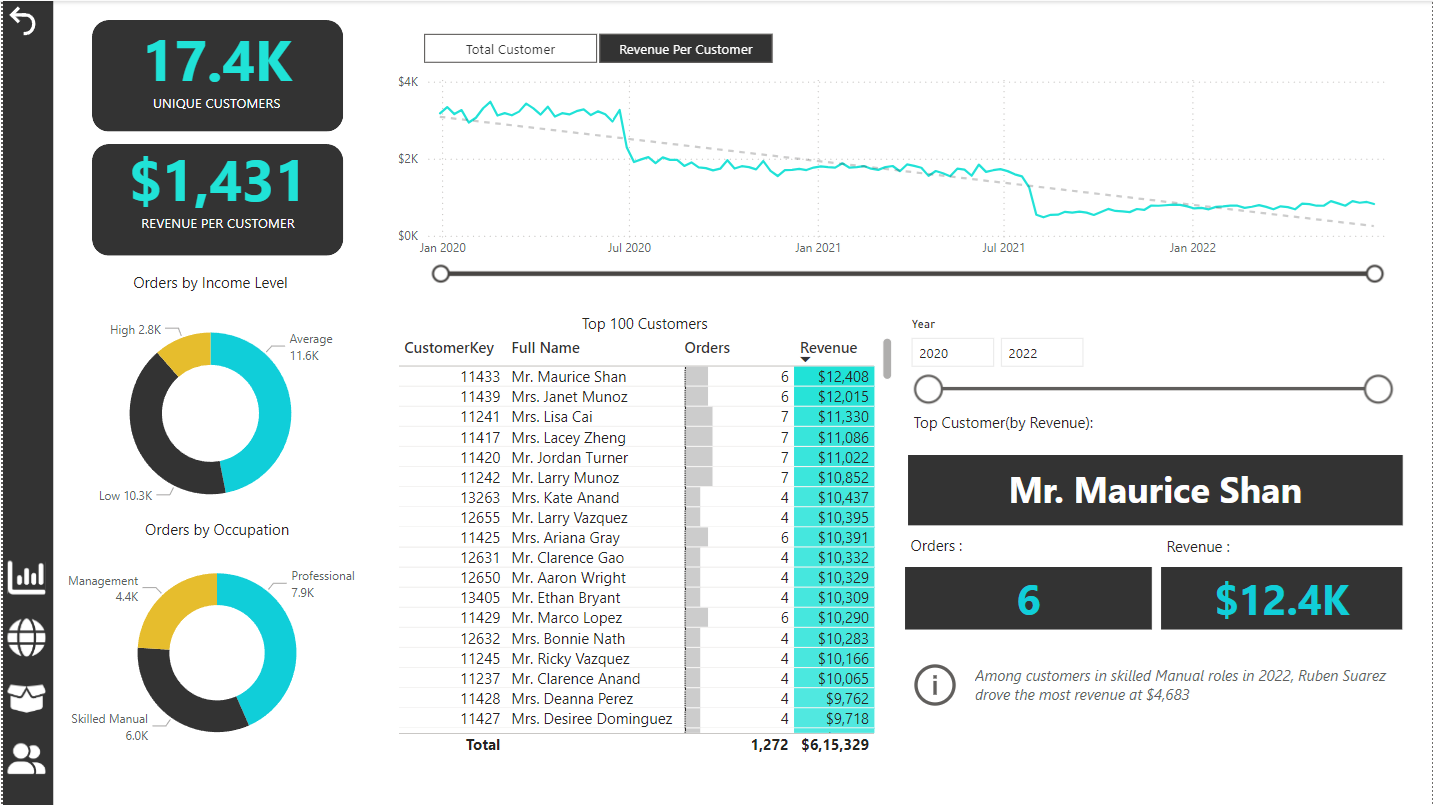 17.4K
UNIQUE CUSTOMERS
$1,431
REVENUE PER CUSTOMER
Total Customer
Revenue Per Customer
$4K
$2K
$0K
Jan 2020
Jul 2020
Jan 2021
Jul 2021
Jan 2022
Orders by Income Level
High 2.8K
Average
11.6K
Low 10.3K
Orders by Occupation
Management
4.4K
Professional
7.9K
Skilled Manual
6.0K
Top 100 Customers
CustomerKey Full Name Orders Revenue
11433 Mr. Maurice Shan 6 $12,408
11439 Mrs. Janet Munoz 6 $12,015
11241 Mrs. Lisa Cai 7 $11,330
11417 Mrs. Lacey Zheng 7 $11,086
11420 Mr. Jordan Turner 7 $11,022
11242 Mr. Larry Munoz 7 $10,852
13263 Mrs. Kate Anand 4 $10,437
12655 Mr. Larry Vazquez 4 $10,395
11425 Mrs. Ariana Gray 6 $10,391
12631 Mr. Clarence Gao 4 $10,332
12650 Mr. Aaron Wright 4 $10,329
13405 Mr. Ethan Bryant 4 $10,309
11429 Mr. Marco Lopez 6 $10,290
12632 Mrs. Bonnie Nath 4 $10,283
11245 Mr. Ricky Vazquez 4 $10,166
11237 Mr. Clarence Anand 4 $10,065
11428 Mrs. Deanna Perez 4 $9,762
11427 Mrs. Desiree Dominguez 4 $9,718
Total 1,272 $6,15,329
Year
2020
2022
Top Customer(by Revenue):
Mr. Maurice Shan
Orders :
6
Revenue :
$12.4K
Among customers in skilled Manual roles in 2022, Ruben Suarez
drove the most revenue at $4,683